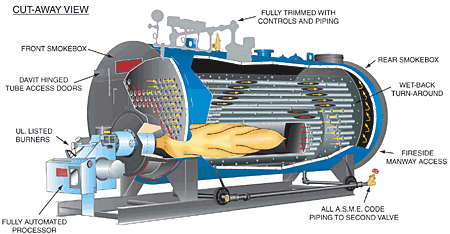 CUT-AWAY VIEW
FULLY TRIMMED WITH
CONTROLS AND PIPING
FRONT SMOKEBOX
REAR SMOKEBOX
DAVIT HINGED
TUBE ACCESS DOORS
WET-BACK
TURN-AROUND
UL. LISTED
BURNERS
FIRESIDE
MANWAY ACCESS
FULLY AUTOMATED
PROCESSOR
ALL A.S.M.E. CODE
PIPING TO SECOND VALVE